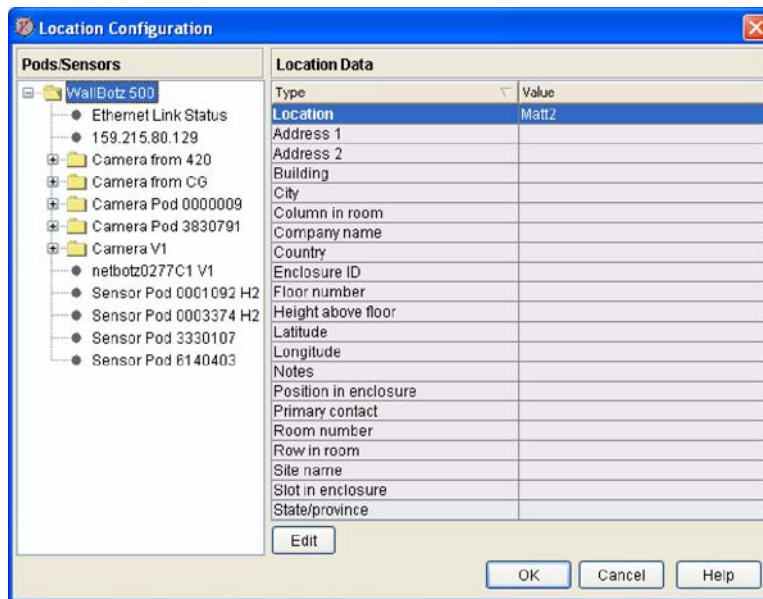 Location Configuration
Pods/Sensors
WallBotz 500
Ethernet Link Status
159.215.80.129
Camera from 420
Camera from CG
Camera Pod 0000009
Camera Pod 3830791
Camera V1
netbotz0277C1 V1
Sensor Pod 0001092 H2
Sensor Pod 0003374 H2
Sensor Pod 3330107
Sensor Pod 6140403
Location Data
Type Value
Location Matt2
Address 1
Address 2
Building
City
Column in room
Company name
Country
Enclosure ID
Floor number
Height above floor
Latitude
Longitude
Notes
Position in enclosure
Primary contact
Room number
Row in room
Site name
Slot in enclosure
State/province
Edit
OK Cancel Help